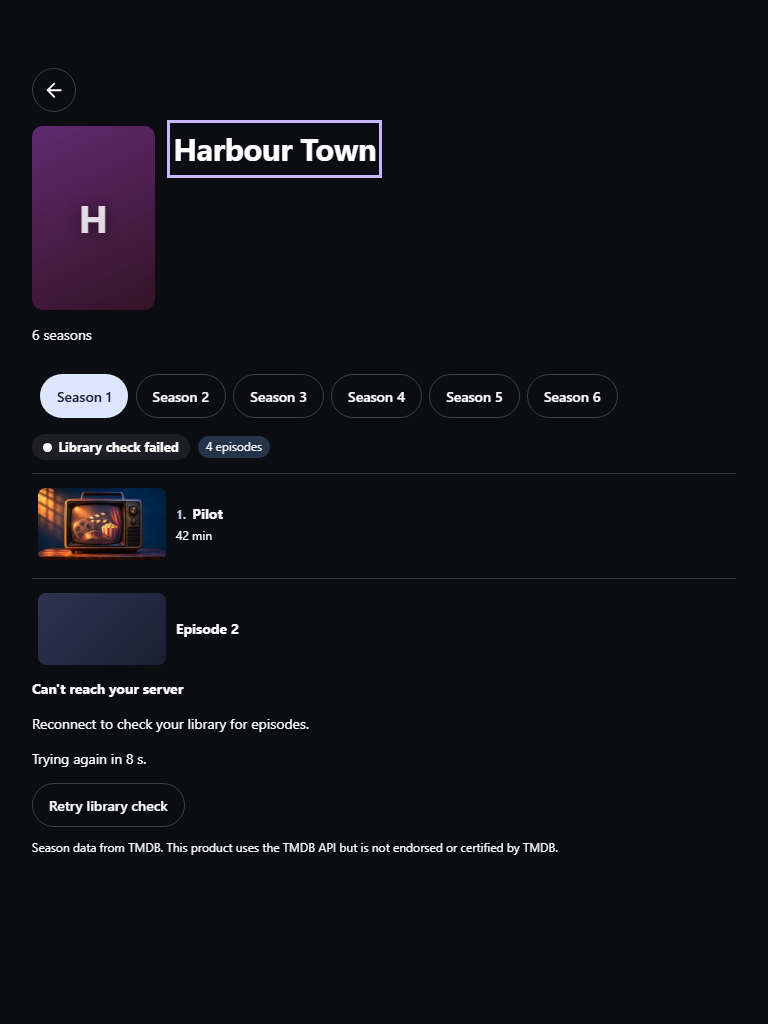 Harbour Town
H
6 seasons
Season 1 Season 2 Season 3 Season 4 Season 5 Season 6
Library check failed 4 episodes
1. Pilot
42 min
Episode 2
Can't reach your server
Reconnect to check your library for episodes.
Trying again in 8 s.
Retry library check
Season data from TMDB. This product uses the TMDB API but is not endorsed or certified by TMDB.